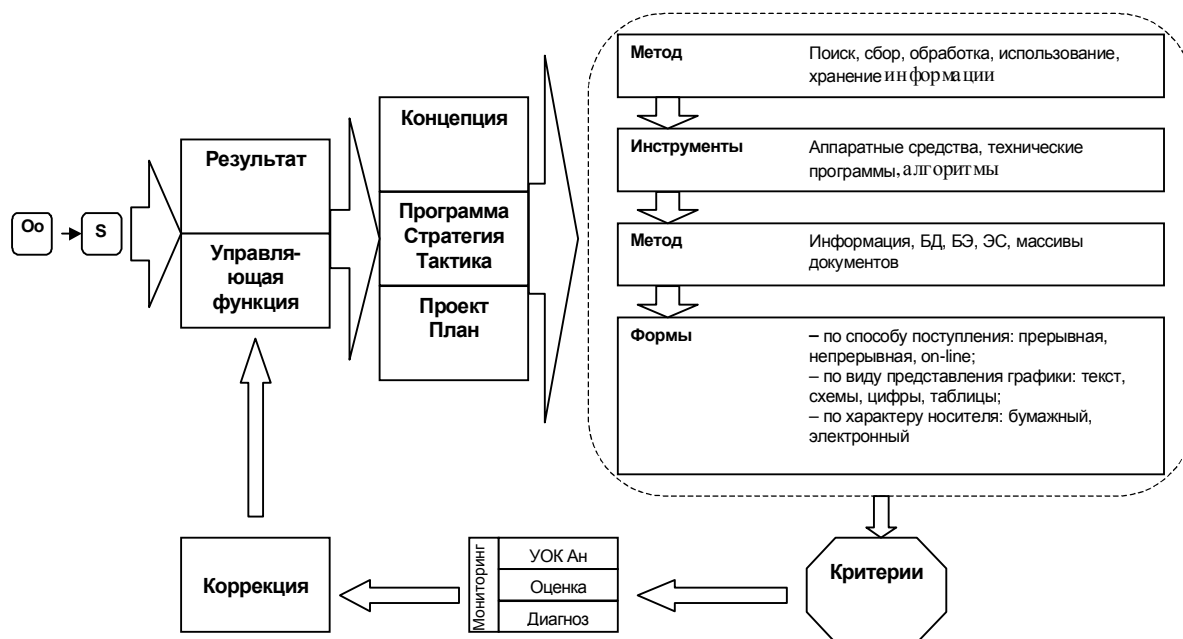 Oo
S
Результат
Управля-
ющая
функция
Концепция
Программа
Стратегия
Тактика
Проект
План
Метод
Поиск, сбор, обработка, использование,
хранение информации
Инструменты
Аппаратные средства, технические
программы, алгоритмы
Метод
Информация, БД, БЭ, ЭС, массивы
документов
Формы
– по способу поступления: прерывная,
непрерывная, on-line;
– по виду представления графики: текст,
схемы, цифры, таблицы;
– по характеру носителя: бумажный,
электронный
Критерии
Мониторинг
УОК Ан
Оценка
Диагноз
Коррекция